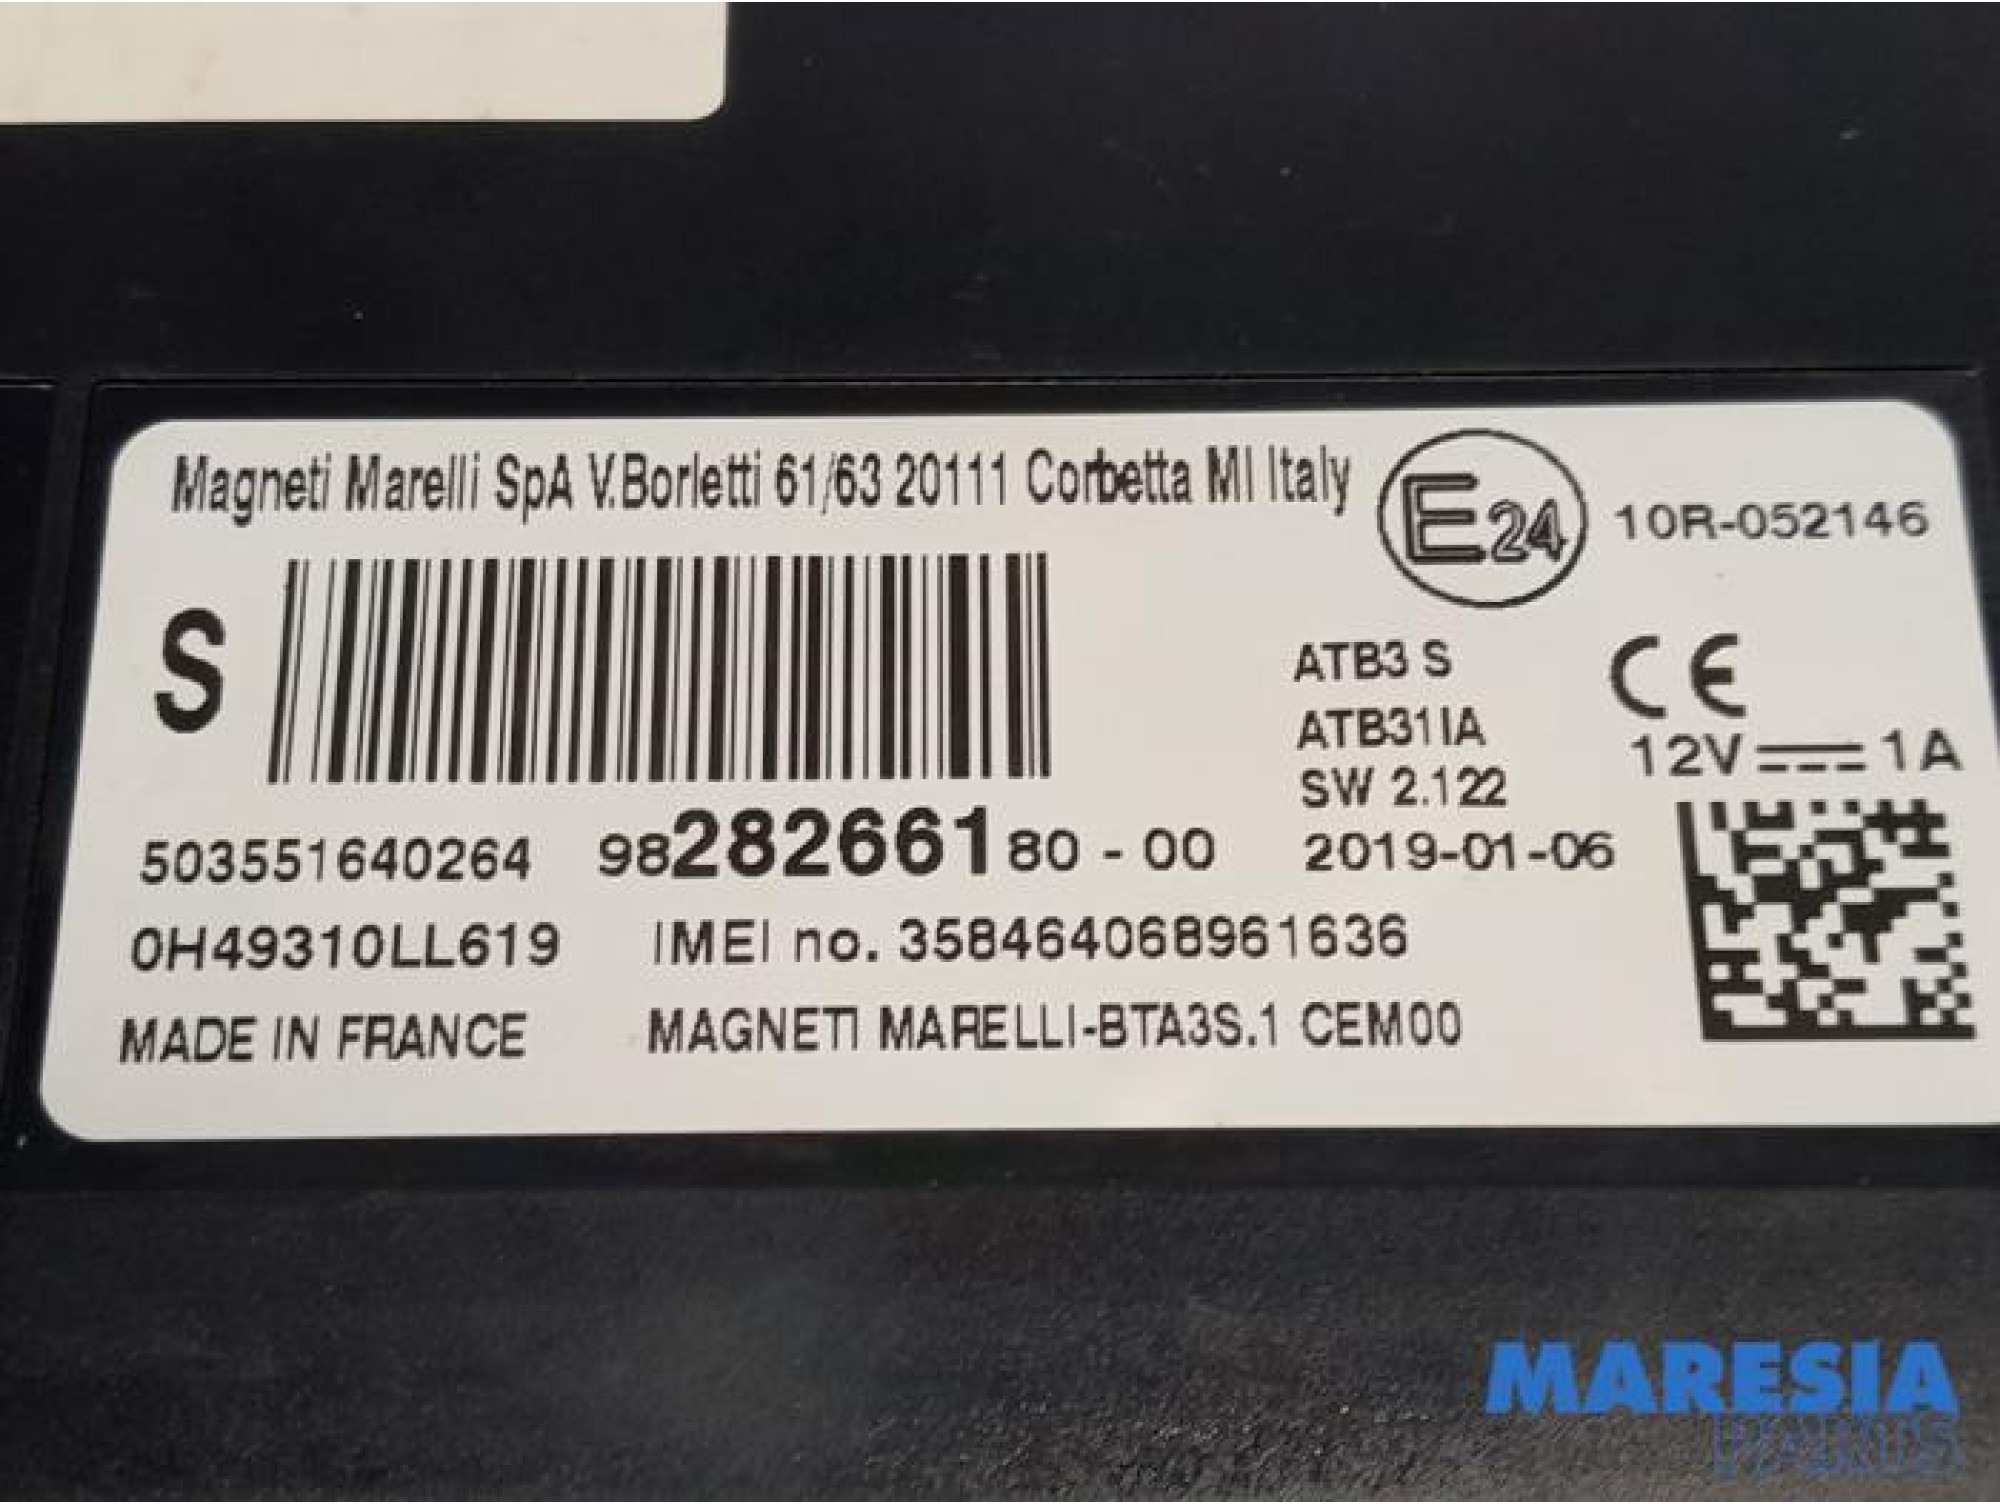 Magneti Marelli SpA V.Borletti 61/63 20111 Corbetta MI Italy
E24 10R-052146
S
ATB3 S
CE
ATB31IA
12V 1A
SW 2.122
503551640264 9828266180 - 00 2019-01-06
0H49310LL619 IMEI no. 358464068961636
MADE IN FRANCE MAGNETI MARELLI-BTA3S.1 CEM00
MARESIA
PARTS